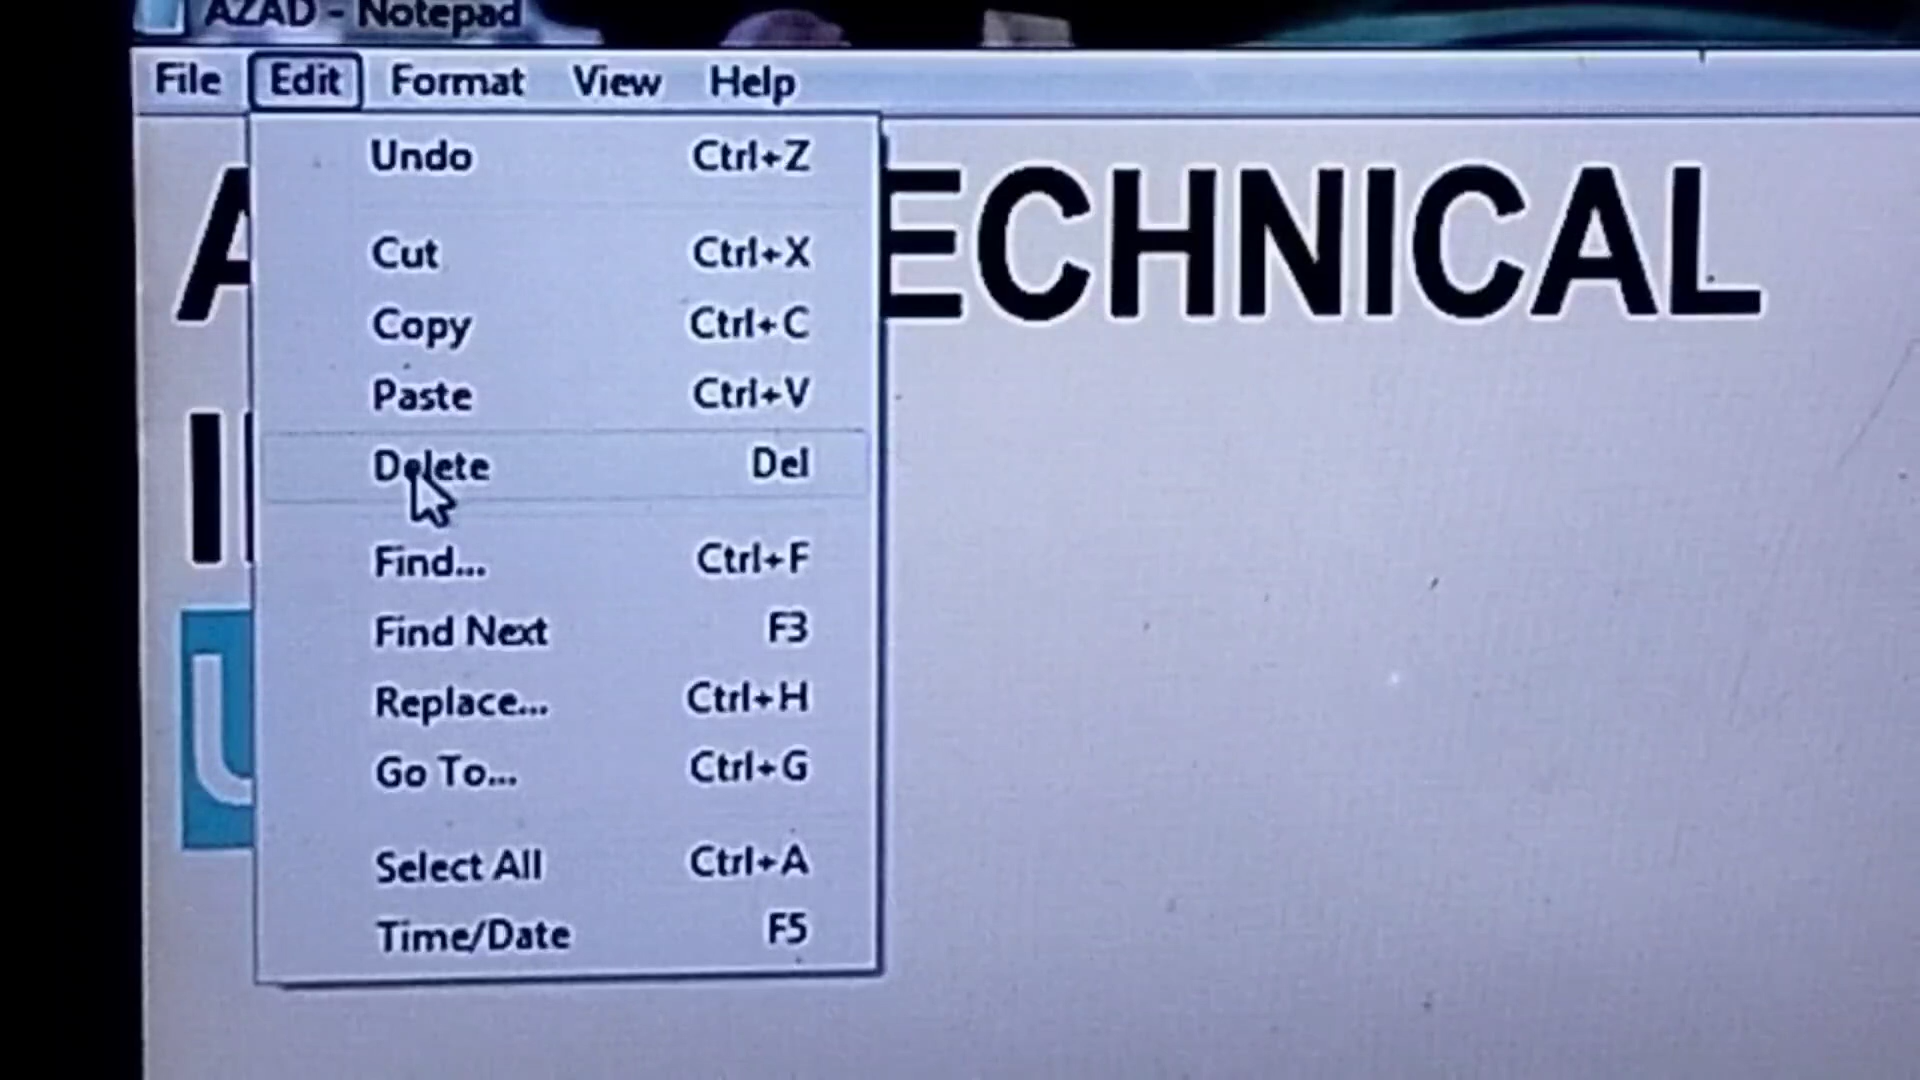 AZAD - Notepad
File Edit Format View Help
Undo Ctrl+Z
Cut Ctrl+X
Copy Ctrl+C
Paste Ctrl+V
Delete Del
Find... Ctrl+F
Find Next F3
Replace... Ctrl+H
Go To... Ctrl+G
Select All Ctrl+A
Time/Date F5
A ECHNICAL
I
U